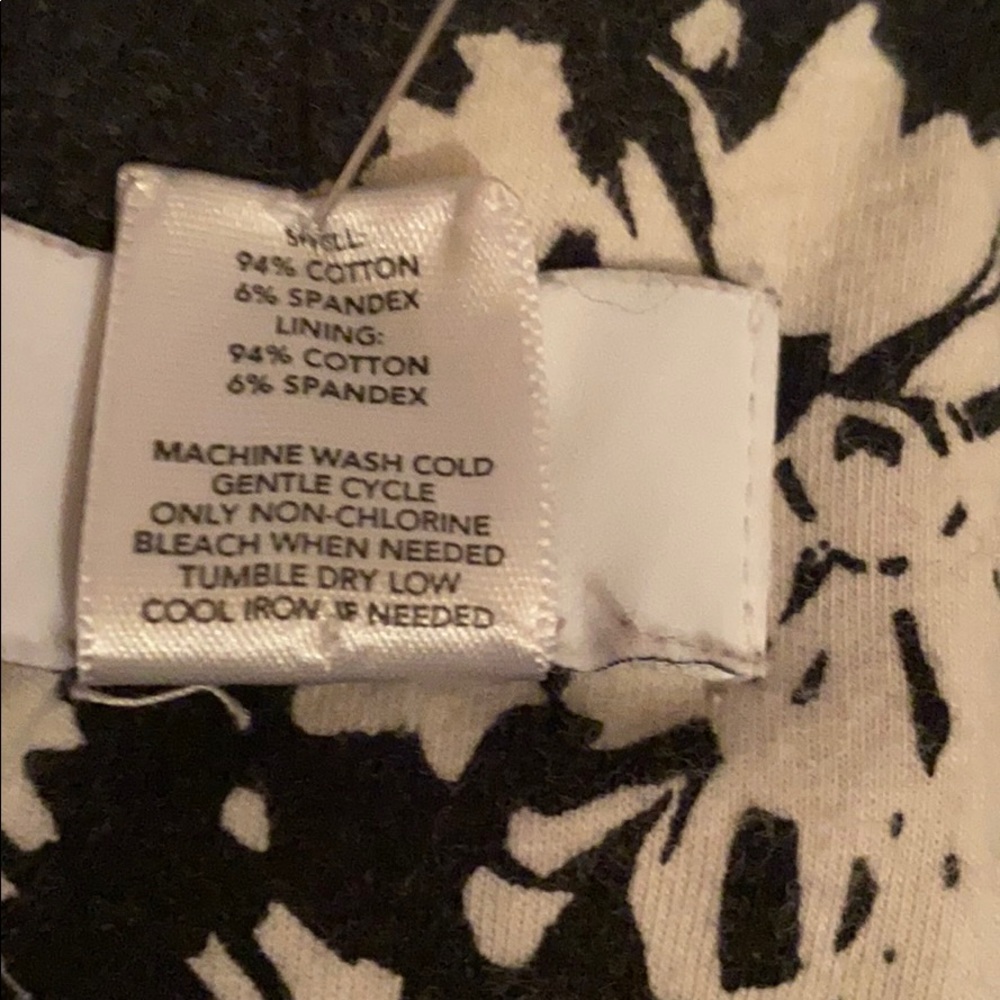 SHELL:
94% COTTON
6% SPANDEX
LINING:
94% COTTON
6% SPANDEX
MACHINE WASH COLD
GENTLE CYCLE
ONLY NON-CHLORINE
BLEACH WHEN NEEDED
TUMBLE DRY LOW
COOL IRON IF NEEDED